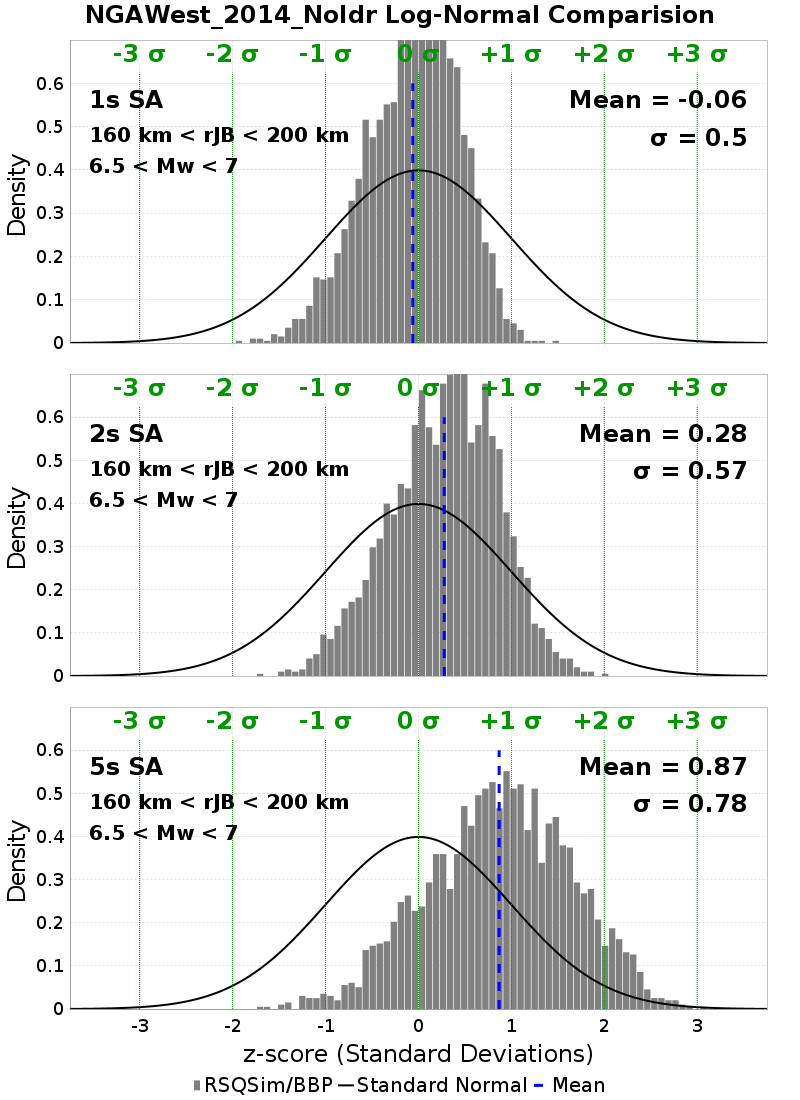 NGAWest_2014_NoIdr Log-Normal Comparision
-3 σ -2 σ -1 σ 0 σ +1 σ +2 σ +3 σ
0.6
0.5
0.4
0.3
0.2
0.1
0
Density
1s SA
160 km < rJB < 200 km
6.5 < Mw < 7
Mean = -0.06
σ = 0.5
-3 σ -2 σ -1 σ 0 σ +1 σ +2 σ +3 σ
0.6
0.5
0.4
0.3
0.2
0.1
0
Density
2s SA
160 km < rJB < 200 km
6.5 < Mw < 7
Mean = 0.28
σ = 0.57
-3 σ -2 σ -1 σ 0 σ +1 σ +2 σ +3 σ
0.6
0.5
0.4
0.3
0.2
0.1
0
Density
5s SA
160 km < rJB < 200 km
6.5 < Mw < 7
Mean = 0.87
σ = 0.78
-3 -2 -1 0 1 2 3
z-score (Standard Deviations)
RSQSim/BBP Standard Normal Mean